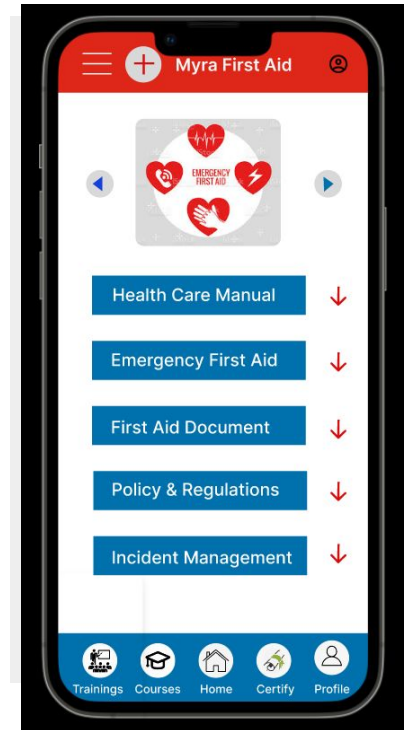 Myra First Aid
EMERGENCY
FIRST AID
Health Care Manual
Emergency First Aid
First Aid Document
Policy & Regulations
Incident Management
Trainings Courses Home Certify Profile